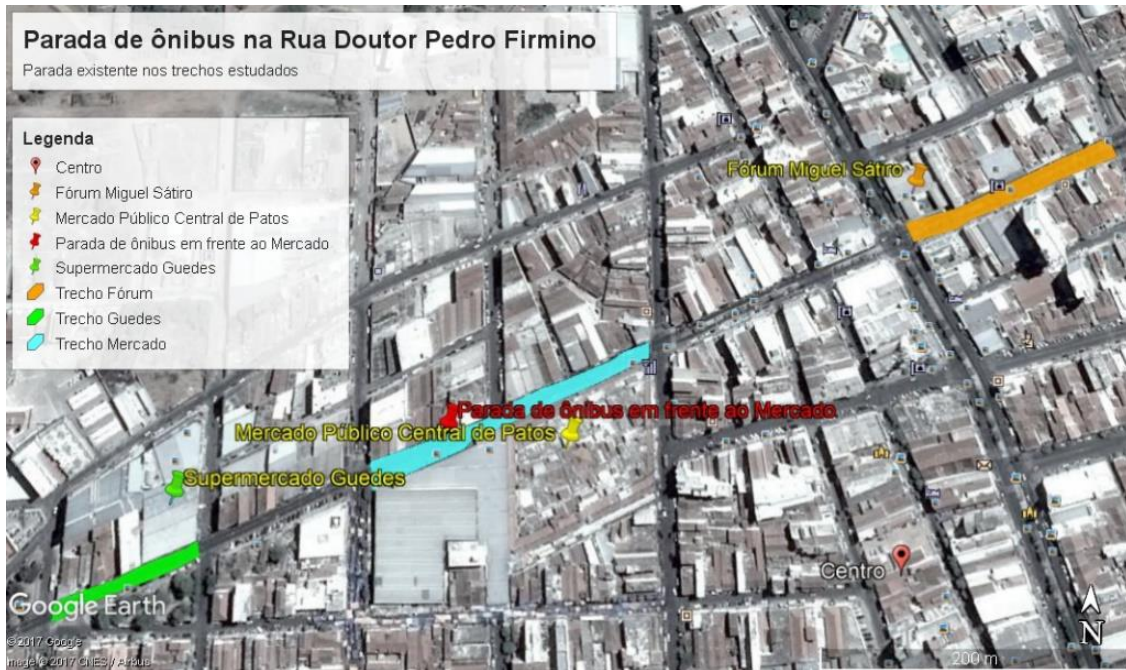 Parada de ônibus na Rua Doutor Pedro Firmino
Parada existente nos trechos estudados
Legenda
Centro
Fórum Miguel Sátiro
Mercado Público Central de Patos
Parada de ônibus em frente ao Mercado
Supermercado Guedes
Trecho Fórum
Trecho Guedes
Trecho Mercado
Fórum Miguel Sátiro
Parada de ônibus em frente ao Mercado
Mercado Público Central de Patos
Supermercado Guedes
Centro
Google Earth
© 2017 Google
© 2017 CNES / Airbus
200 m
N